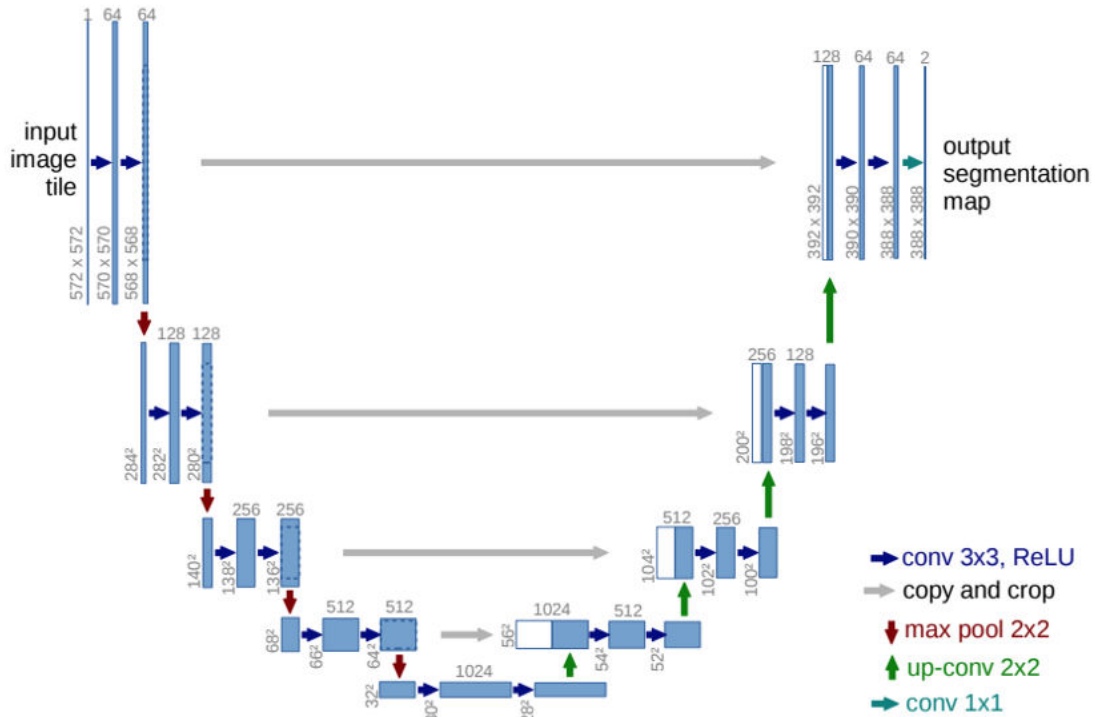 1 64 64
128 64 64 2
input
image
tile
output
segmentation
map
572 x 572
570 x 570
568 x 568
392 x 392
390 x 390
388 x 388
388 x 388
128 128
256 128
284²
282²
280²
200²
198²
196²
256 256
512 256
140²
138²
136²
104²
102²
100²
512 512
1024 512
68²
66²
64²
56²
54²
52²
1024
32²
conv 3x3, ReLU
copy and crop
max pool 2x2
up-conv 2x2
conv 1x1